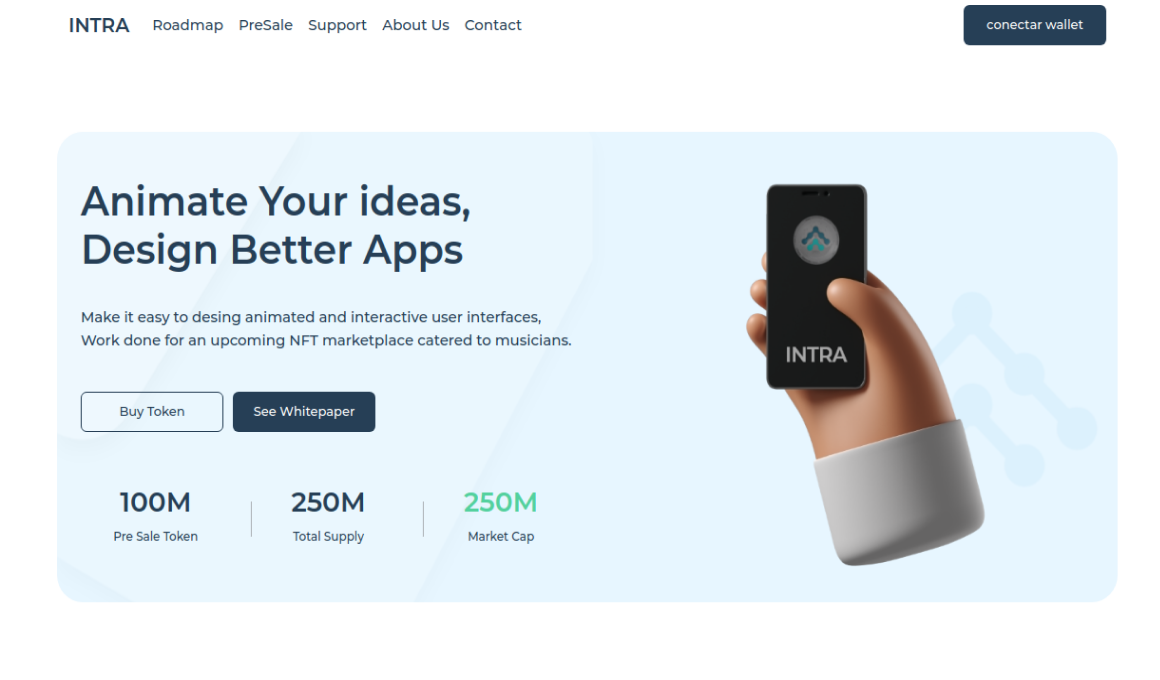 INTRA Roadmap PreSale Support About Us Contact conectar wallet
Animate Your ideas,
Design Better Apps
Make it easy to desing animated and interactive user interfaces,
Work done for an upcoming NFT marketplace catered to musicians.
Buy Token See Whitepaper
100M 250M 250M
Pre Sale Token Total Supply Market Cap
INTRA